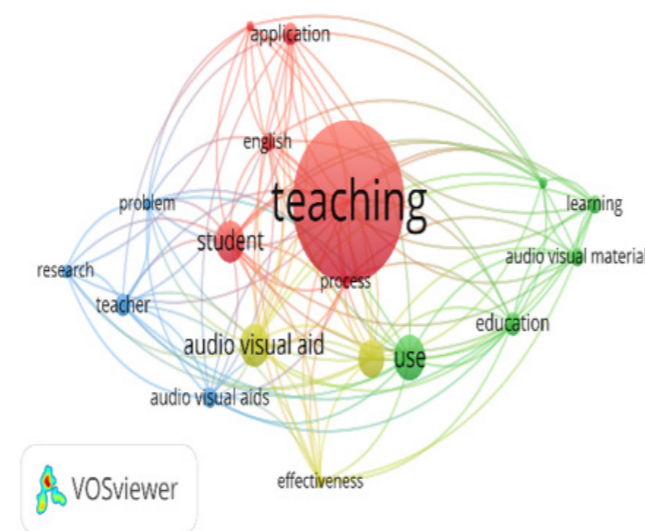 application
english
teaching
problem
learning
student
audio visual material
research
process
teacher
education
audio visual aid
use
audio visual aids
effectiveness
VOSviewer